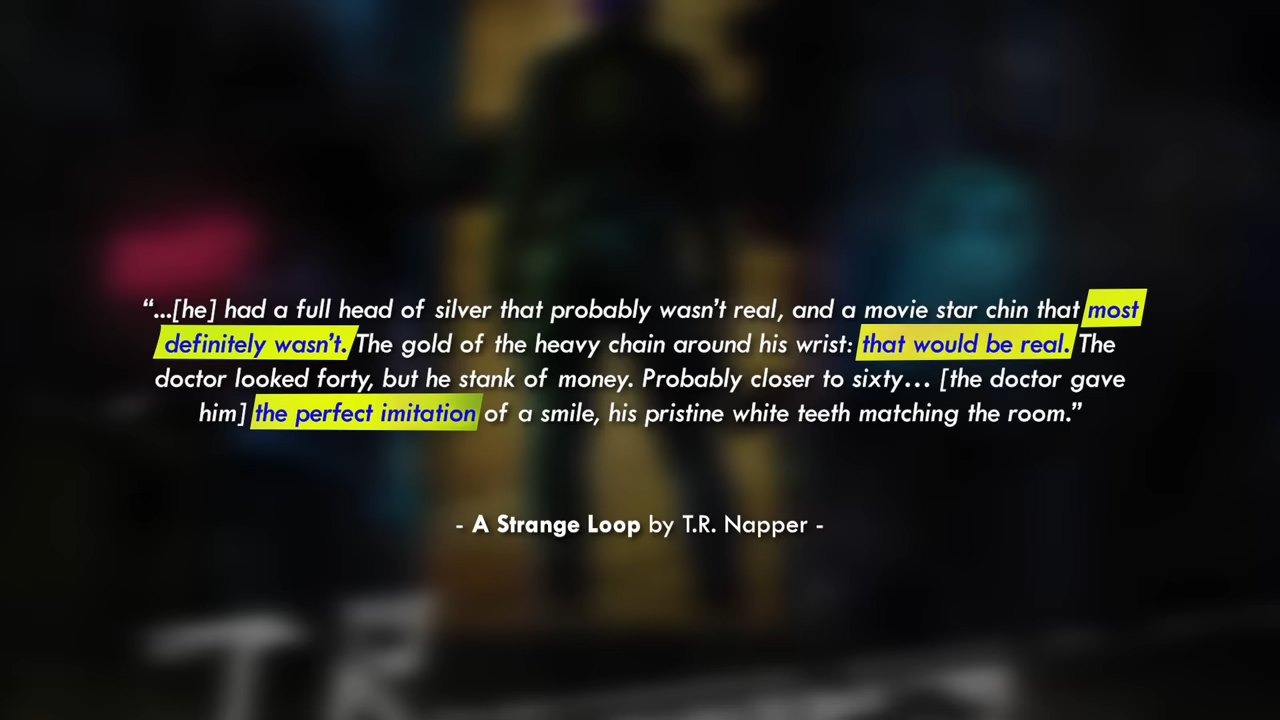 “...[he] had a full head of silver that probably wasn’t real, and a movie star chin that most
definitely wasn’t. The gold of the heavy chain around his wrist: that would be real. The
doctor looked forty, but he stank of money. Probably closer to sixty… [the doctor gave
him] the perfect imitation of a smile, his pristine white teeth matching the room.”
- A Strange Loop by T.R. Napper -